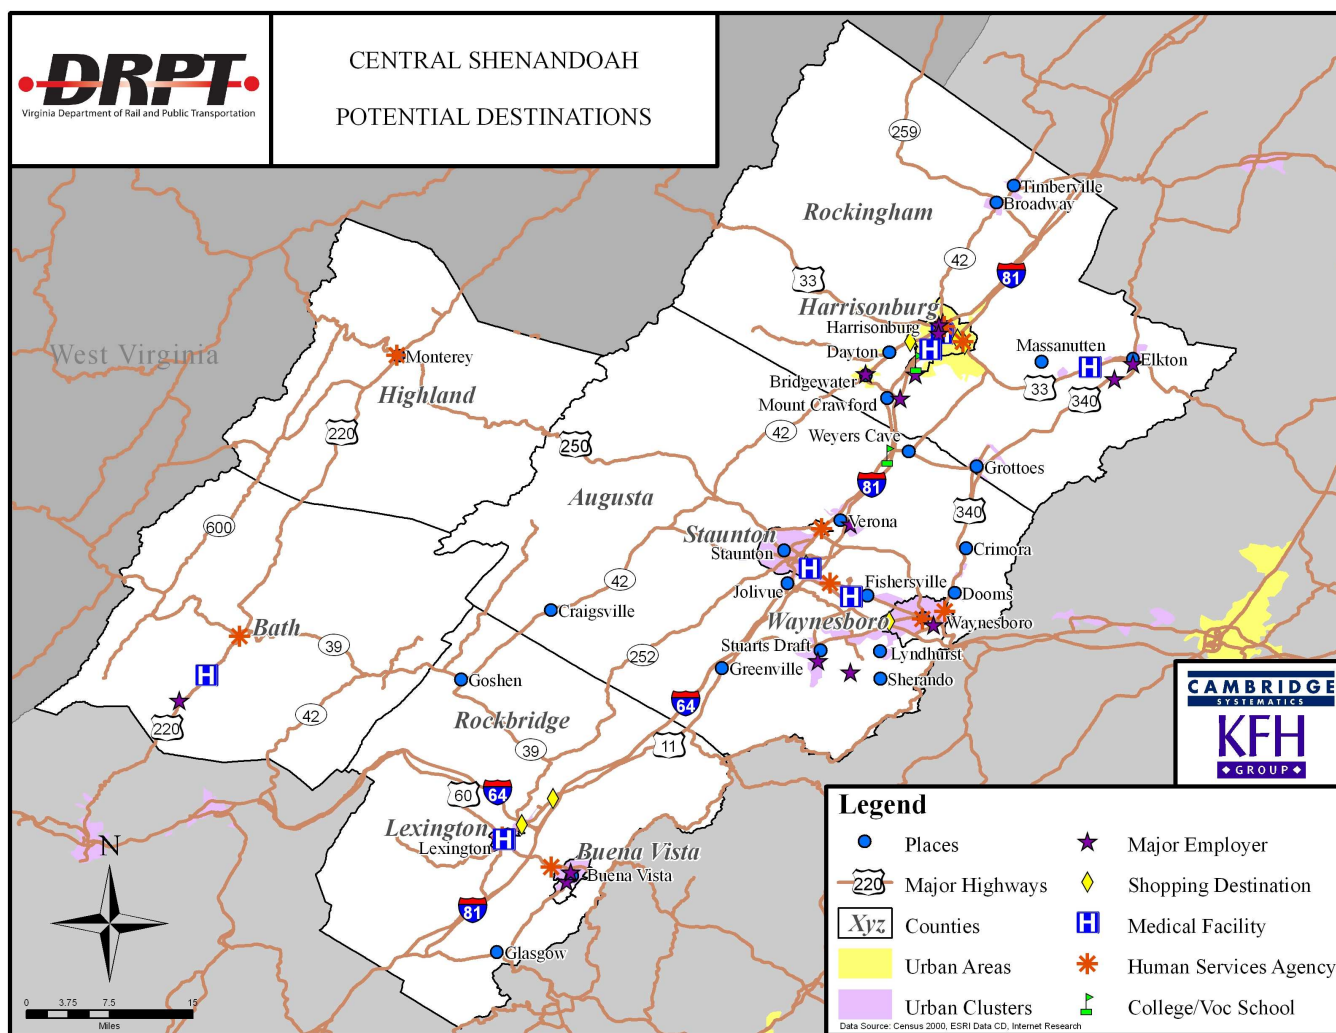 DRPT
Virginia Department of Rail and Public Transportation
CENTRAL SHENANDOAH
POTENTIAL DESTINATIONS
259
Timberville
Broadway
Rockingham
42
81
33
Harrisonburg
Harrisonburg
H
Dayton
Massanutten
H
Elkton
West Virginia
Monterey
Highland
Bridgewater
33
340
Mount Crawford
220
42
Weyers Cave
250
Grottoes
81
Augusta
600
340
Verona
Staunton
Staunton
Crimora
H
42
Jolivue
Fishersville
H
Dooms
Craigsville
Waynesboro
Waynesboro
Bath
39
252
Stuarts Draft
Lyndhurst
Greenville
H
Goshen
Sherando
64
42
Rockbridge
220
39
11
CAMBRIDGE
SYSTEMATICS
KFH
GROUP
60
64
Lexington
Lexington
H
Buena Vista
Buena Vista
81
Glasgow
N
0 3.75 7.5 15
Miles
Legend
Places
220 Major Highways
Xyz Counties
Urban Areas
Urban Clusters
Major Employer
Shopping Destination
H Medical Facility
Human Services Agency
College/Voc School
Data Source: Census 2000, ESRI Data CD, Internet Research